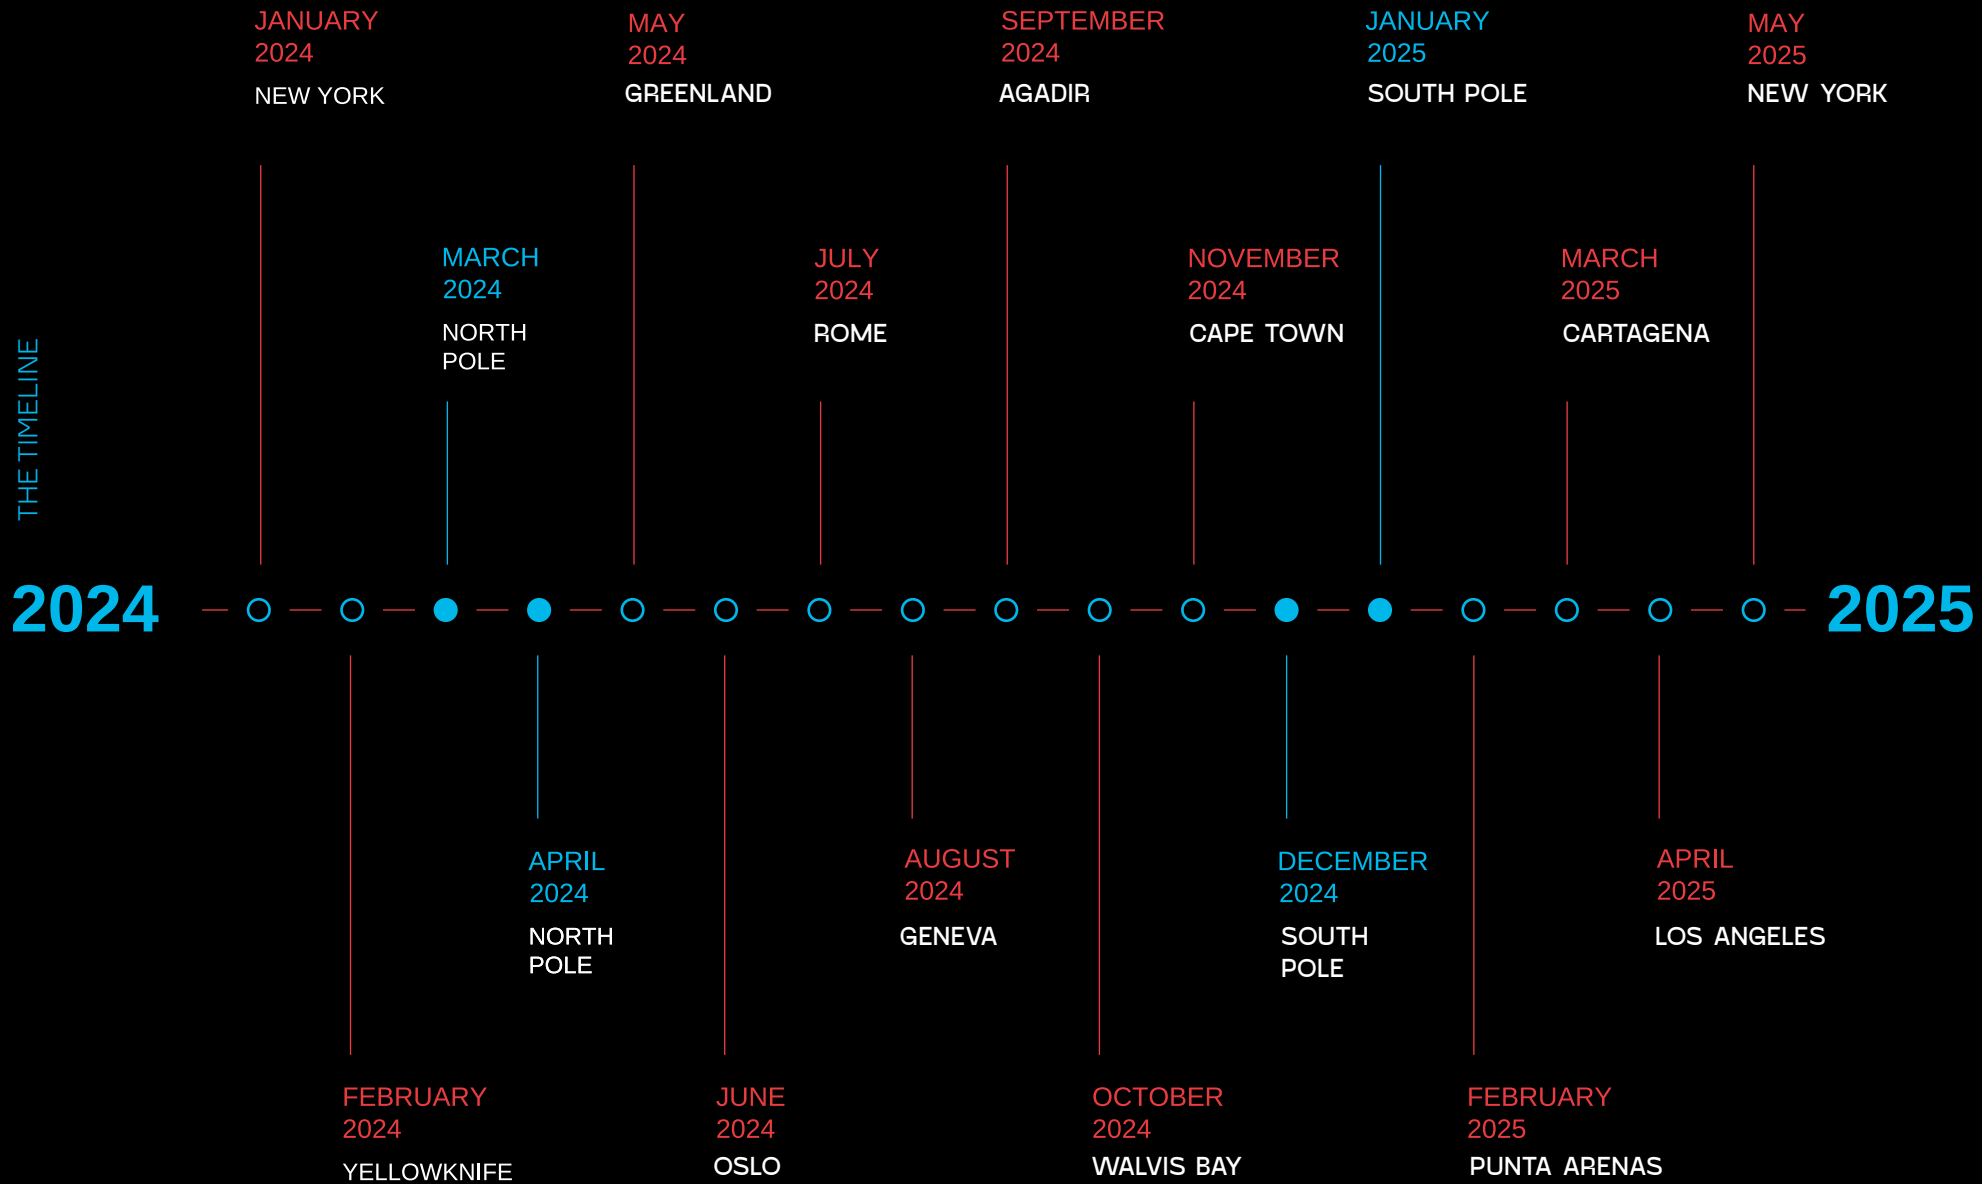 JANUARY
2024
NEW YORK
MAY
2024
GREENLAND
SEPTEMBER
2024
AGADIR
JANUARY
2025
SOUTH POLE
MAY
2025
NEW YORK
MARCH
2024
NORTH
POLE
JULY
2024
ROME
NOVEMBER
2024
CAPE TOWN
MARCH
2025
CARTAGENA
THE TIMELINE
2024
2025
APRIL
2024
NORTH
POLE
AUGUST
2024
GENEVA
DECEMBER
2024
SOUTH
POLE
APRIL
2025
LOS ANGELES
FEBRUARY
2024
YELLOWKNIFE
JUNE
2024
OSLO
OCTOBER
2024
WALVIS BAY
FEBRUARY
2025
PUNTA ARENAS